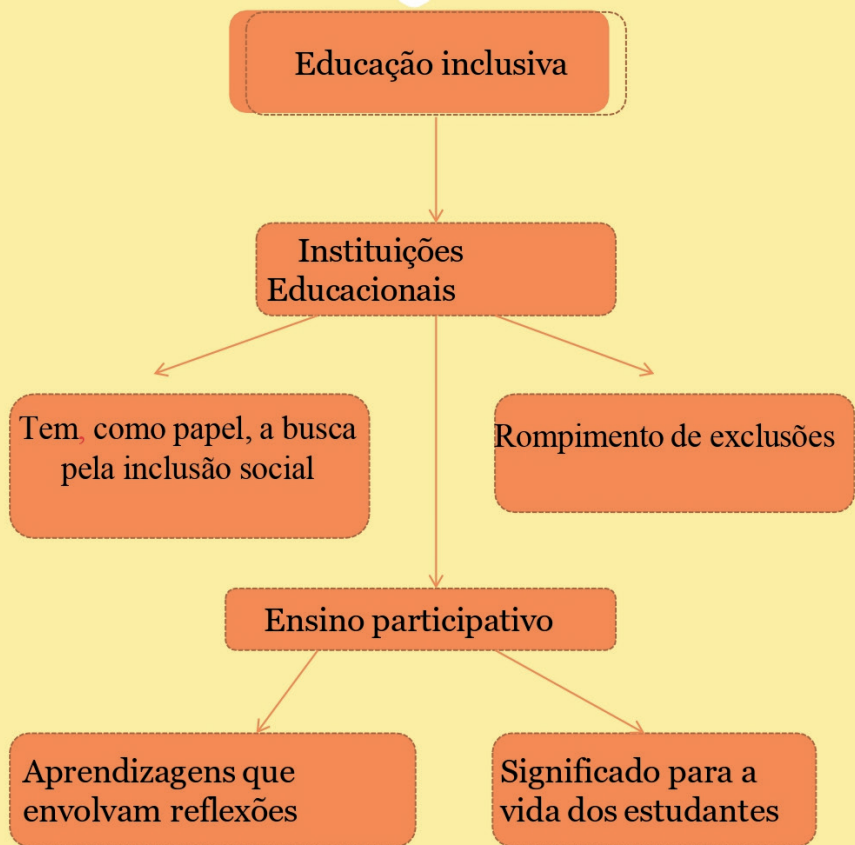 Educação inclusiva
Instituições
Educacionais
Tem, como papel, a busca
pela inclusão social
Rompimento de exclusões
Ensino participativo
Aprendizagens que
envolvam reflexões
Significado para a
vida dos estudantes